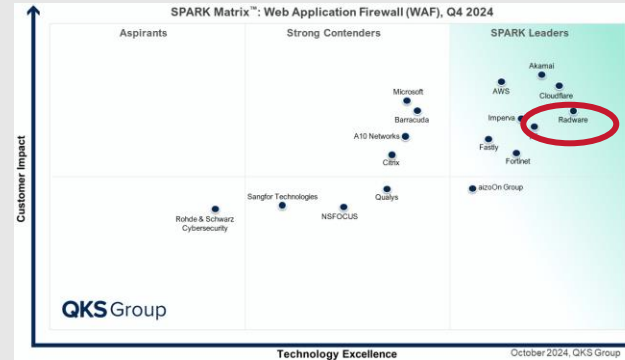 SPARK Matrix™: Web Application Firewall (WAF), Q4 2024
Aspirants
Strong Contenders
SPARK Leaders
Akamai
AWS
Cloudflare
Microsoft
Barracuda
Imperva
Radware
A10 Networks
Fastly
Citrix
Fortinet
aizoOn Group
Qualys
Sangfor Technologies
NSFOCUS
Rohde & Schwarz
Cybersecurity
Customer Impact
QKS Group
Technology Excellence
October 2024, QKS Group